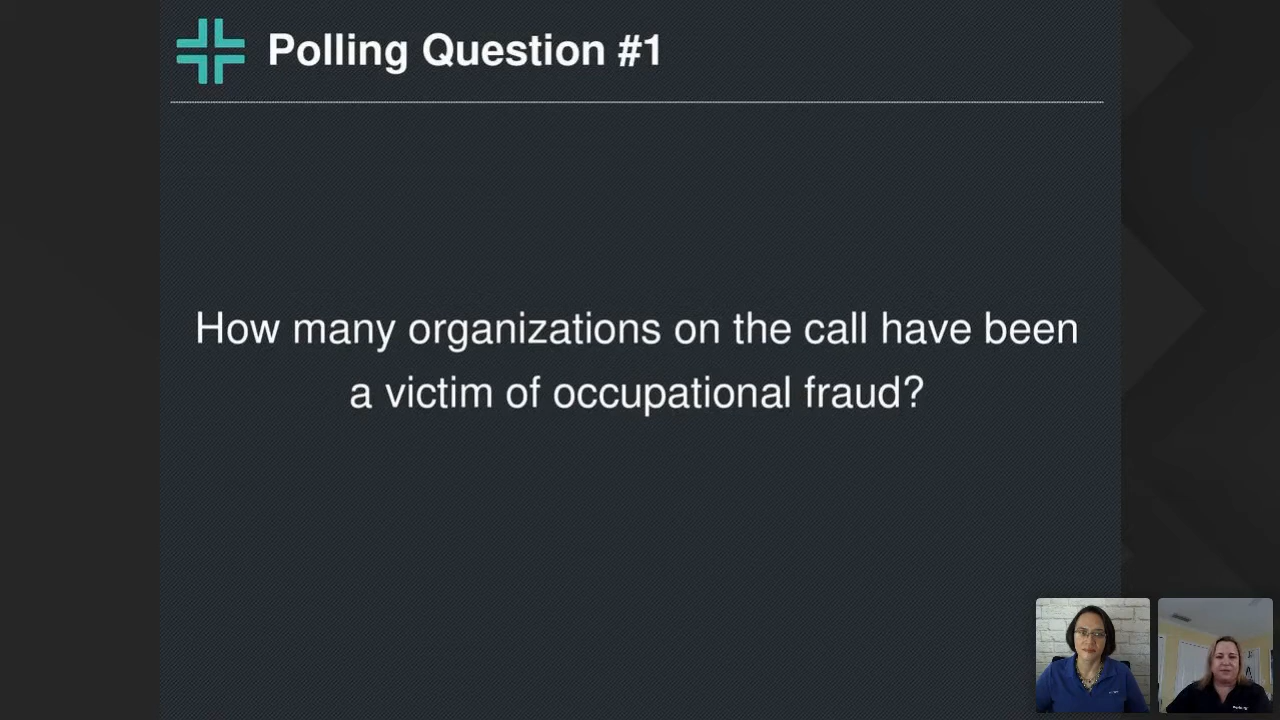 Polling Question #1
How many organizations on the call have been
a victim of occupational fraud?